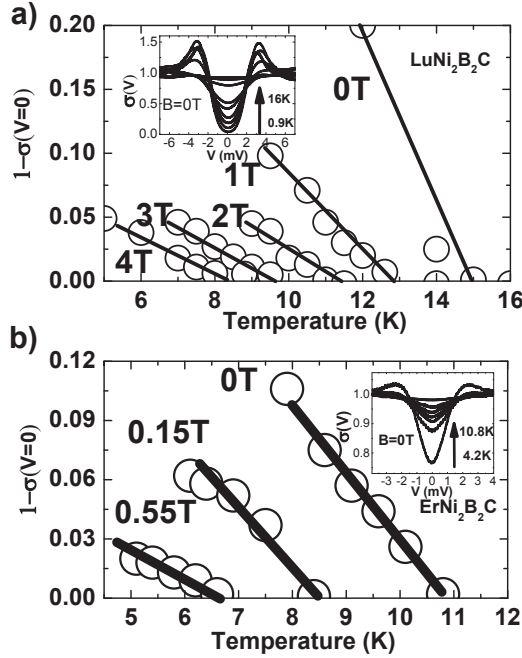 a)
0.20
0.15
0.10
0.05
0.00
1–σ(V=0)
σ(V)
1.5
1.0
0.5
0.0
B=0T
16K
0.9K
-6 -4 -2 0 2 4 6
V (mV)
LuNi₂B₂C
0T
1T
2T
3T
4T
6 8 10 12 14 16
Temperature (K)
b)
0.12
0.09
0.06
0.03
0.00
1–σ(V=0)
0T
0.15T
0.55T
σ(V)
1.0
0.9
0.8
B=0T
10.8K
4.2K
-3 -2 -1 0 1 2 3 4
V (mV)
ErNi₂B₂C
5 6 7 8 9 10 11 12
Temperature (K)